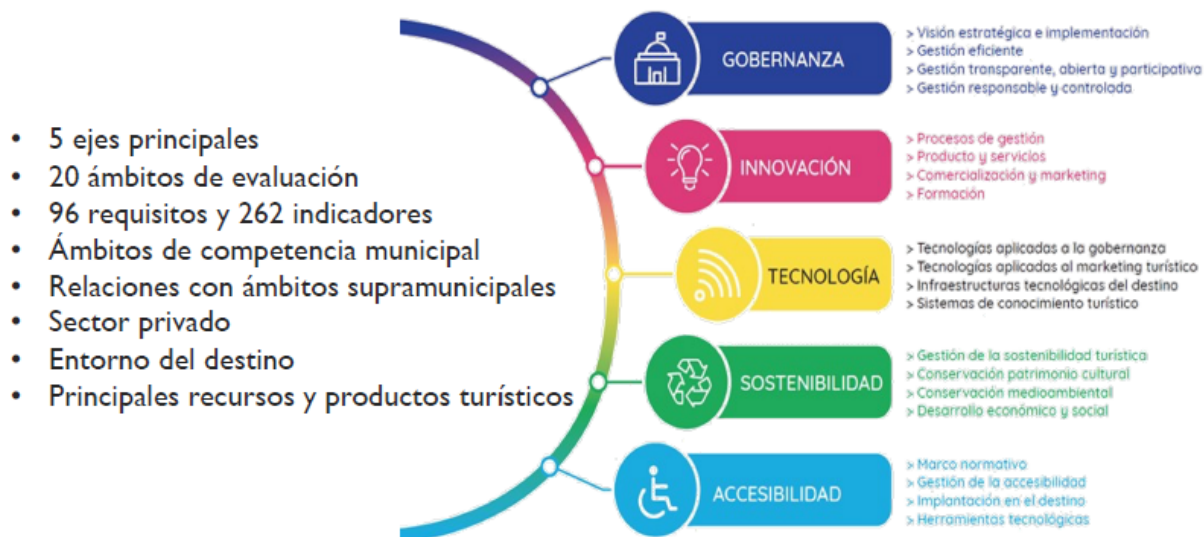 • 5 ejes principales
• 20 ámbitos de evaluación
• 96 requisitos y 262 indicadores
• Ámbitos de competencia municipal
• Relaciones con ámbitos supramunicipales
• Sector privado
• Entorno del destino
• Principales recursos y productos turísticos
GOBERNANZA
> Visión estratégica e implementación
> Gestión eficiente
> Gestión transparente, abierta y participativa
> Gestión responsable y controlada
INNOVACIÓN
> Procesos de gestión
> Producto y servicios
> Comercialización y marketing
> Formación
TECNOLOGÍA
> Tecnologías aplicadas a la gobernanza
> Tecnologías aplicadas al marketing turístico
> Infraestructuras tecnológicas del destino
> Sistemas de conocimiento turístico
SOSTENIBILIDAD
> Gestión de la sostenibilidad turística
> Conservación patrimonio cultural
> Conservación medioambiental
> Desarrollo económico y social
ACCESIBILIDAD
> Marco normativo
> Gestión de la accesibilidad
> Implantación en el destino
> Herramientas tecnológicas